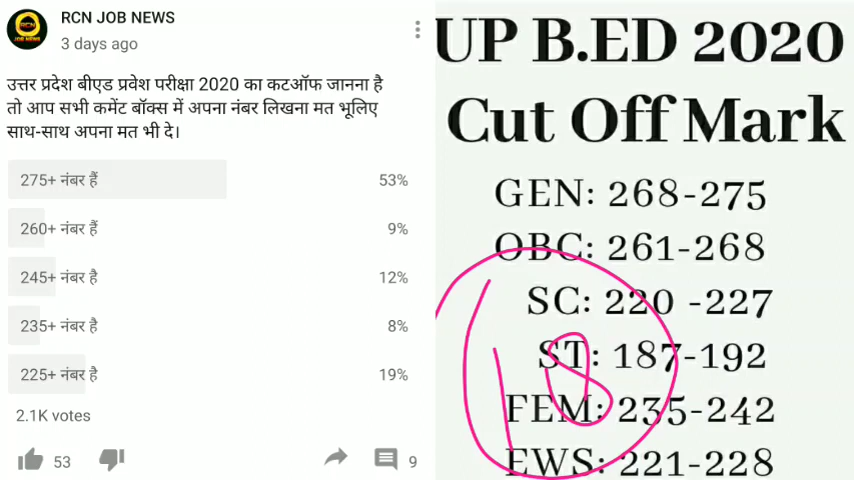 RCN
JOB NEWS
RCN JOB NEWS
3 days ago
उत्तर प्रदेश बीएड प्रवेश परीक्षा 2020 का कटऑफ जानना है
तो आप सभी कमेंट बॉक्स में अपना नंबर लिखना मत भूलिए
साथ-साथ अपना मत भी दे।
275+ नंबर हैं 53%
260+ नंबर हैं 9%
245+ नंबर है 12%
235+ नंबर है 8%
225+ नंबर है 19%
2.1K votes
53 9
UP B.ED 2020
Cut Off Mark
GEN: 268-275
OBC: 261-268
SC: 220 -227
ST: 187-192
FEM: 235-242
EWS: 221-228
18